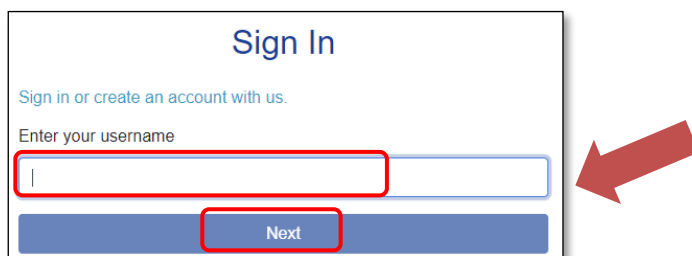 Sign In
Sign in or create an account with us.
Enter your username
Next